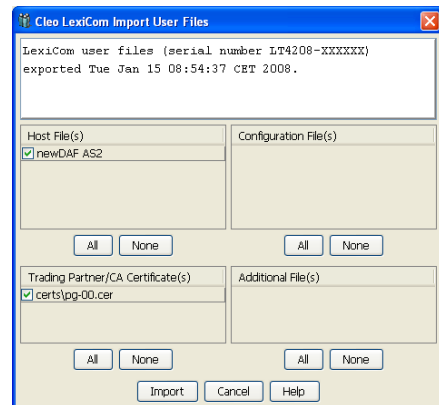 Cleo LexiCom Import User Files
LexiCom user files (serial number LT4208-XXXXXX)
exported Tue Jan 15 08:54:37 CET 2008.
Host File(s)
newDAF AS2
All None
Configuration File(s)
All None
Trading Partner/CA Certificate(s)
certs\pg-00.cer
All None
Additional File(s)
All None
Import Cancel Help